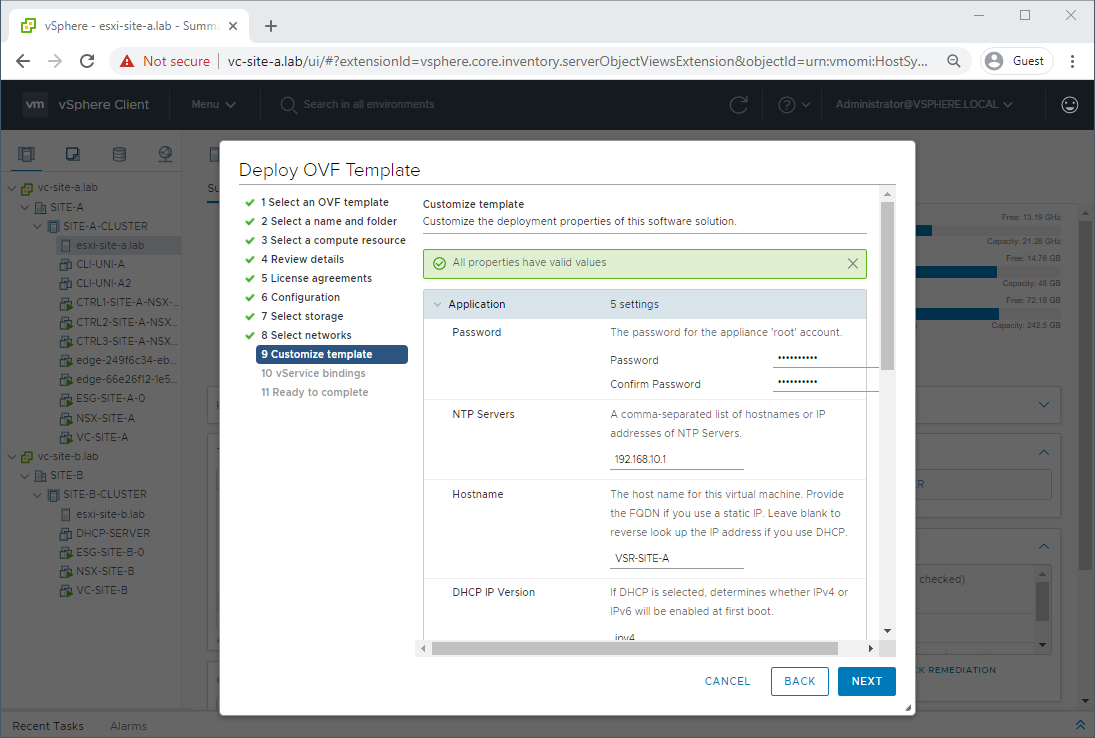 vSphere - esxi-site-a.lab - Summa
Not secure
vc-site-a.lab/ui/#?extensionId=vsphere.core.inventory.serverObjectViewsExtension&objectId=urn:vmomi:HostSy...
Guest
vm
vSphere Client
Menu
Search in all environments
Administrator@VSPHERE.LOCAL
vc-site-a.lab
SITE-A
SITE-A-CLUSTER
esxi-site-a.lab
CLI-UNI-A
CLI-UNI-A2
CTRL1-SITE-A-NSX-...
CTRL2-SITE-A-NSX...
CTRL3-SITE-A-NSX...
edge-249f6c34-eb...
edge-66e26f12-1e5...
ESG-SITE-A-0
NSX-SITE-A
VC-SITE-A
vc-site-b.lab
SITE-B
SITE-B-CLUSTER
esxi-site-b.lab
DHCP-SERVER
ESG-SITE-B-0
NSX-SITE-B
VC-SITE-B
Su
Deploy OVF Template
1 Select an OVF template
2 Select a name and folder
3 Select a compute resource
4 Review details
5 License agreements
6 Configuration
7 Select storage
8 Select networks
9 Customize template
10 vService bindings
11 Ready to complete
Customize template
Customize the deployment properties of this software solution.
All properties have valid values
Application
5 settings
Password
The password for the appliance 'root' account.
Password
••••••••••
Confirm Password
••••••••••
NTP Servers
A comma-separated list of hostnames or IP
addresses of NTP Servers.
192.168.10.1
Hostname
The host name for this virtual machine. Provide
the FQDN if you use a static IP. Leave blank to
reverse look up the IP address if you use DHCP.
VSR-SITE-A
DHCP IP Version
If DHCP is selected, determines whether IPv4 or
IPv6 will be enabled at first boot.
ipv4
CANCEL
BACK
NEXT
Free: 13.19 GHz
Capacity: 21.28 GHz
Free: 14.76 GB
Capacity: 46 GB
Free: 72.18 GB
Capacity: 242.5 GB
ER
checked)
CK REMEDIATION
Recent Tasks
Alarms